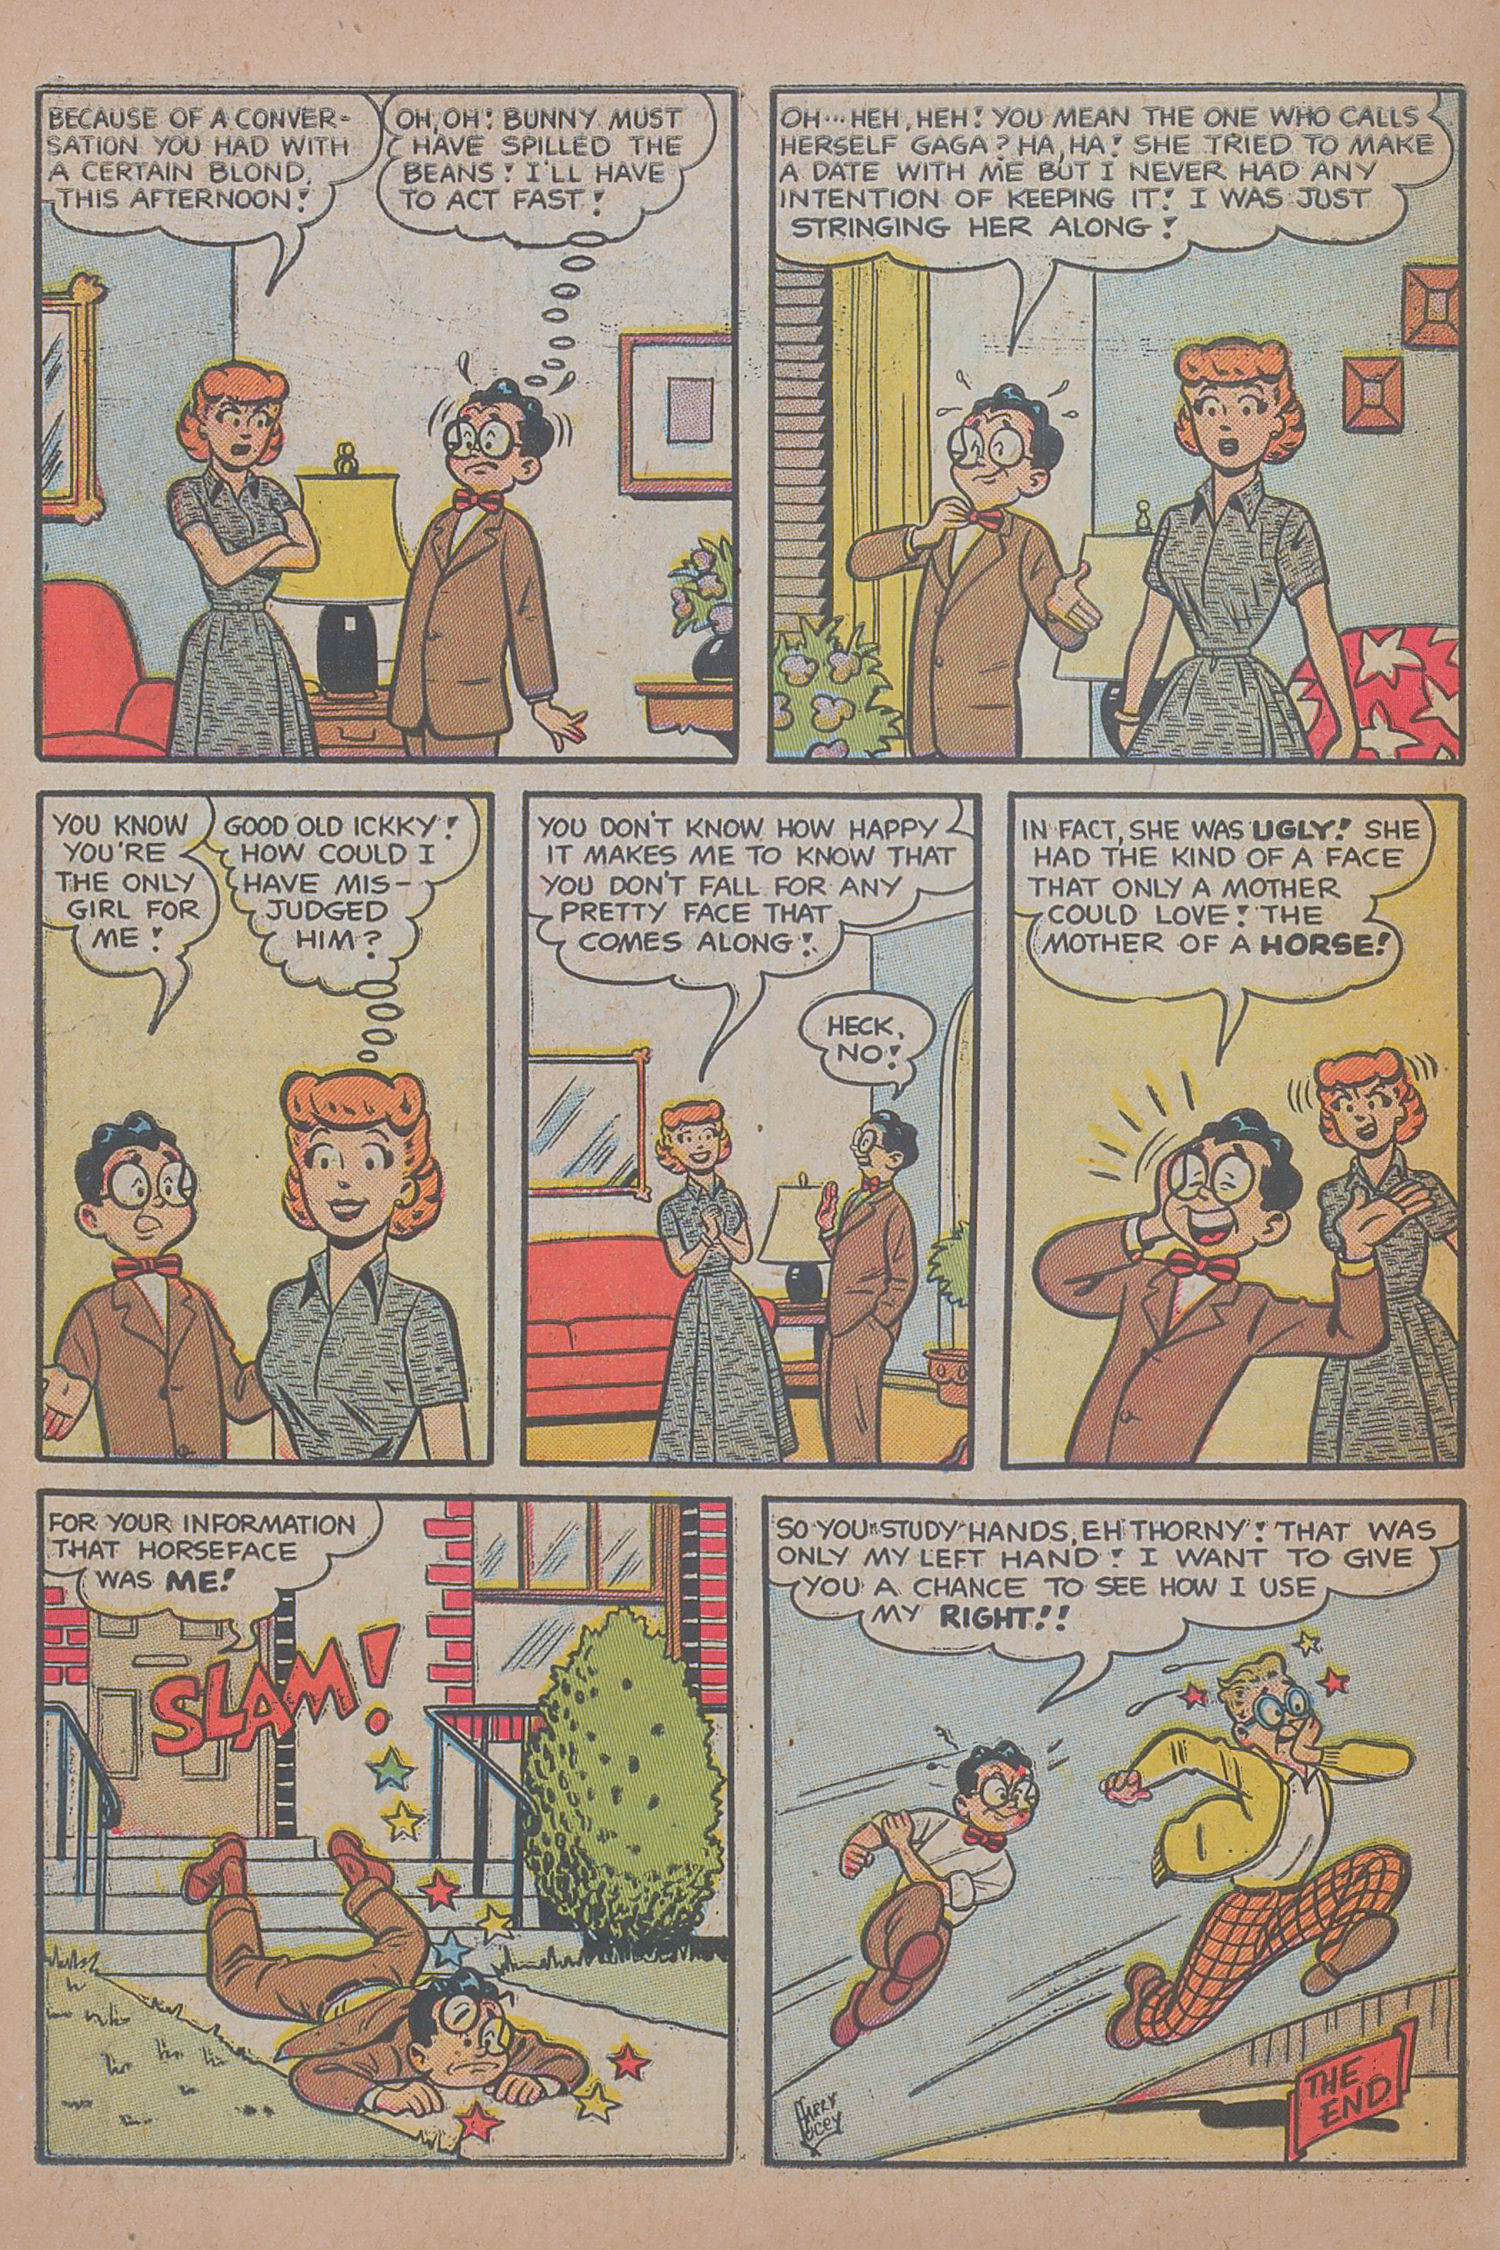 BECAUSE OF A CONVER-
SATION YOU HAD WITH
A CERTAIN BLOND,
THIS AFTERNOON!
OH, OH! BUNNY MUST
HAVE SPILLED THE
BEANS! I'LL HAVE
TO ACT FAST!
OH... HEH, HEH! YOU MEAN THE ONE WHO CALLS
HERSELF GAGA? HA, HA! SHE TRIED TO MAKE
A DATE WITH ME BUT I NEVER HAD ANY
INTENTION OF KEEPING IT! I WAS JUST
STRINGING HER ALONG!
YOU KNOW
YOU'RE
THE ONLY
GIRL FOR
ME!
GOOD OLD ICKKY!
HOW COULD I
HAVE MIS-
JUDGED
HIM?
YOU DON'T KNOW HOW HAPPY
IT MAKES ME TO KNOW THAT
YOU DON'T FALL FOR ANY
PRETTY FACE THAT
COMES ALONG!
HECK,
NO!
IN FACT, SHE WAS UGLY! SHE
HAD THE KIND OF A FACE
THAT ONLY A MOTHER
COULD LOVE! THE
MOTHER OF A HORSE!
FOR YOUR INFORMATION
THAT HORSEFACE
WAS ME!
SLAM!
SO YOU "STUDY" HANDS, EH THORNY! THAT WAS
ONLY MY LEFT HAND! I WANT TO GIVE
YOU A CHANCE TO SEE HOW I USE
MY RIGHT!!
HARRY
LUCEY
THE
END